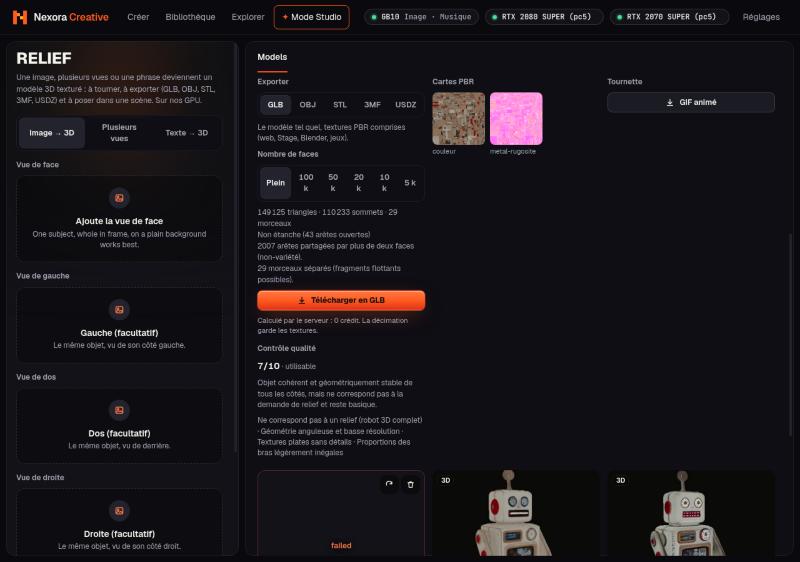 Nexora Creative
Créer
Bibliothèque
Explorer
Mode Studio
GB10 Image · Musique
RTX 2080 SUPER (pc5)
RTX 2070 SUPER (pc5)
Réglages
RELIEF
Une image, plusieurs vues ou une phrase deviennent un
modèle 3D texturé : à tourner, à exporter (GLB, OBJ, STL,
3MF, USDZ) et à poser dans une scène. Sur nos GPU.
Image → 3D
Plusieurs
vues
Texte → 3D
Vue de face
Ajoute la vue de face
One subject, whole in frame, on a plain background
works best.
Vue de gauche
Gauche (facultatif)
Le même objet, vu de son côté gauche.
Vue de dos
Dos (facultatif)
Le même objet, vu de derrière.
Vue de droite
Droite (facultatif)
Le même objet, vu de son côté droit.
Models
Exporter
GLB
OBJ
STL
3MF
USDZ
Le modèle tel quel, textures PBR comprises
(web, Stage, Blender, jeux).
Nombre de faces
Plein
100
k
50
k
20
k
10
k
5 k
149 125 triangles · 110 233 sommets · 29
morceaux
Non étanche (43 arêtes ouvertes)
2007 arêtes partagées par plus de deux faces
(non-variété).
29 morceaux séparés (fragments flottants
possibles).
Télécharger en GLB
Calculé par le serveur : 0 crédit. La décimation
garde les textures.
Contrôle qualité
7/10 · utilisable
Objet cohérent et géométriquement stable de
tous les côtés, mais ne correspond pas à la
demande de relief et reste basique.
Ne correspond pas à un relief (robot 3D complet)
· Géométrie anguleuse et basse résolution ·
Textures plates sans détails · Proportions des
bras légèrement inégales
Cartes PBR
couleur
metal-rugosite
Tournette
GIF animé
failed
3D
3D